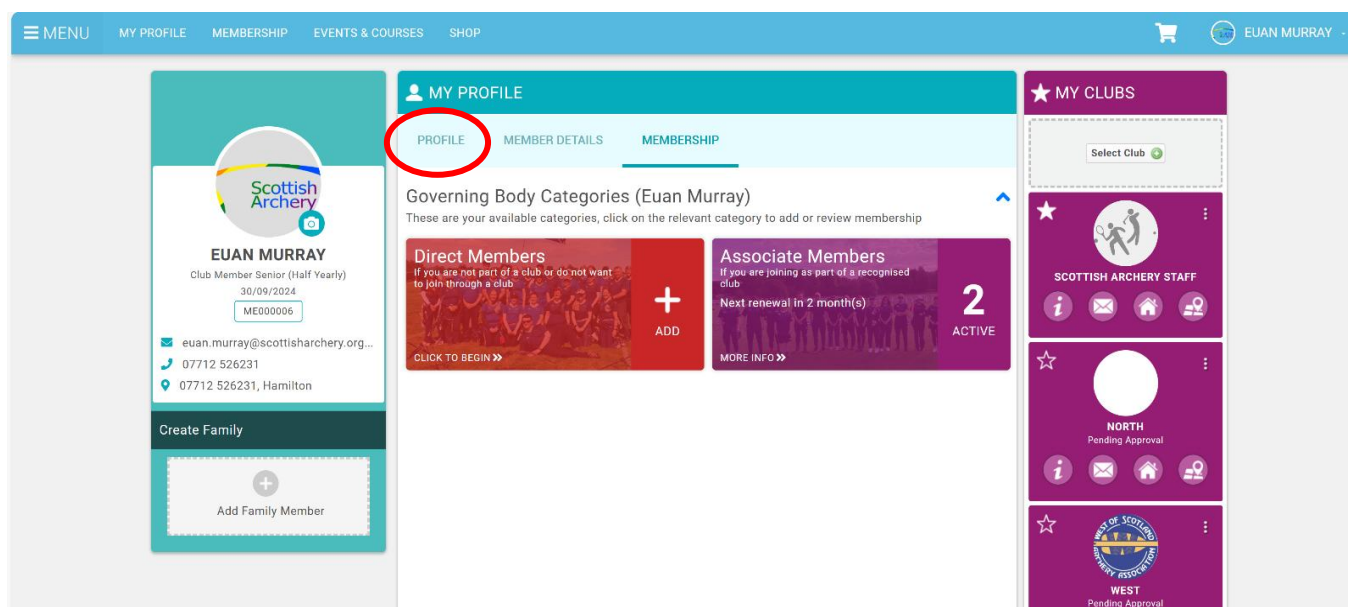 MENU
MY PROFILE
MEMBERSHIP
EVENTS & COURSES
SHOP
EUAN MURRAY
Scottish
Archery
EUAN MURRAY
Club Member Senior (Half Yearly)
30/09/2024
ME000006
euan.murray@scottisharchery.org...
07712 526231
07712 526231, Hamilton
Create Family
Add Family Member
MY PROFILE
PROFILE
MEMBER DETAILS
MEMBERSHIP
Governing Body Categories (Euan Murray)
These are your available categories, click on the relevant category to add or review membership
Direct Members
If you are not part of a club or do not want
to join through a club
ADD
CLICK TO BEGIN
Associate Members
If you are joining as part of a recognised
club
Next renewal in 2 month(s)
2
ACTIVE
MORE INFO
MY CLUBS
Select Club
SCOTTISH ARCHERY STAFF
NORTH
Pending Approval
WEST OF SCOTLAND
ARCHERY ASSOCIATION
WEST
Pending Approval